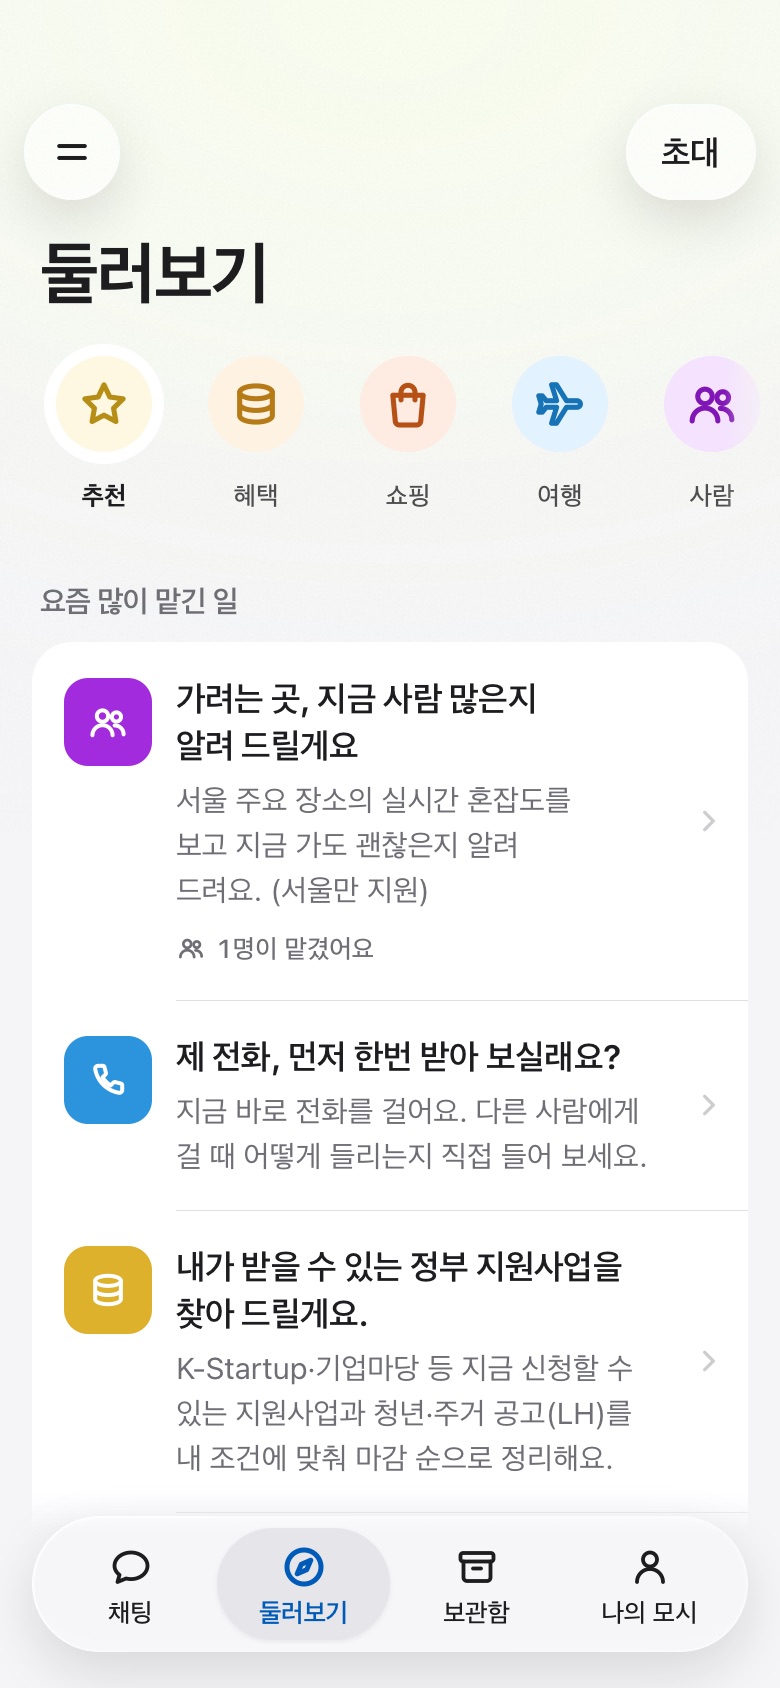 초대
둘러보기
추천
혜택
쇼핑
여행
사람
요즘 많이 맡긴 일
가려는 곳, 지금 사람 많은지
알려 드릴게요
서울 주요 장소의 실시간 혼잡도를
보고 지금 가도 괜찮은지 알려
드려요. (서울만 지원)
1명이 맡겼어요
제 전화, 먼저 한번 받아 보실래요?
지금 바로 전화를 걸어요. 다른 사람에게
걸 때 어떻게 들리는지 직접 들어 보세요.
내가 받을 수 있는 정부 지원사업을
찾아 드릴게요.
K-Startup·기업마당 등 지금 신청할 수
있는 지원사업과 청년·주거 공고(LH)를
내 조건에 맞춰 마감 순으로 정리해요.
채팅
둘러보기
보관함
나의 모시